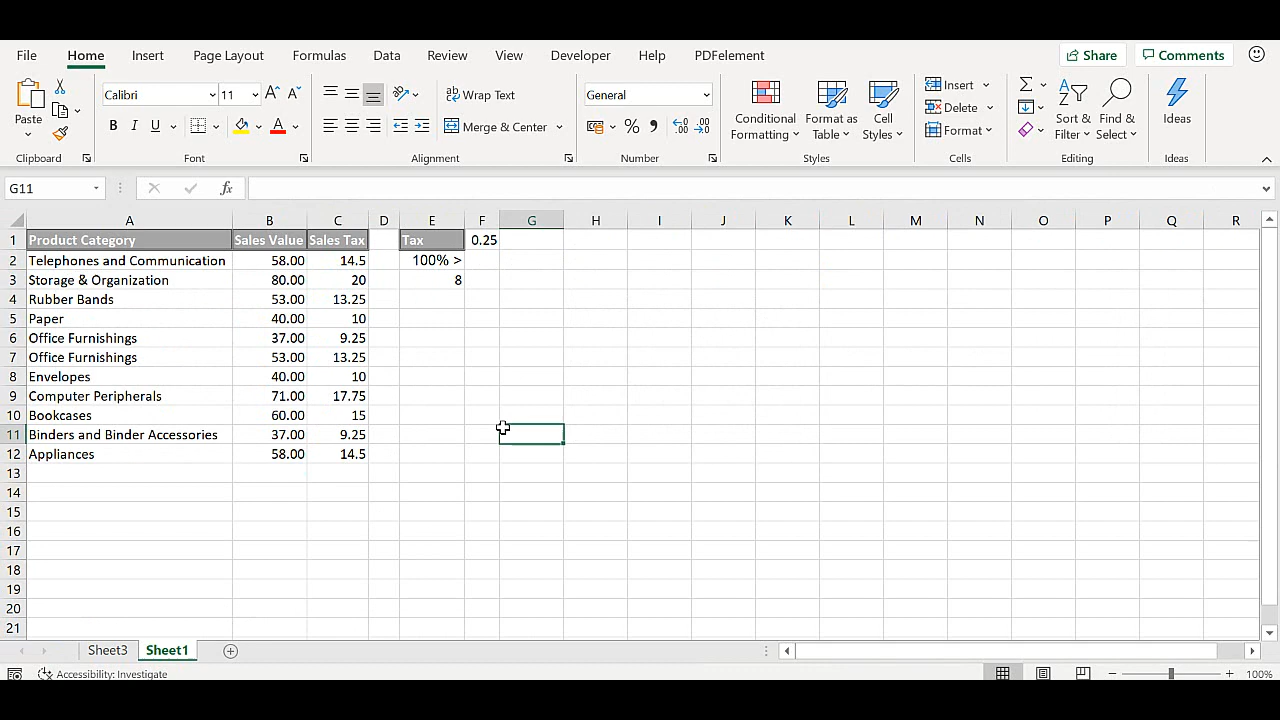 File Home Insert Page Layout Formulas Data Review View Developer Help PDFelement Share Comments
Calibri 11 A A Wrap Text General Insert Σ
Paste Conditional Formatting Format as Table Cell Styles Delete Sort & Filter Find & Select Ideas
B I U A Merge & Center % Format
Clipboard Font Alignment Number Styles Cells Editing Ideas
G11 fx
A B C D E F G H I J K L M N O P Q R
1 Product Category Sales Value Sales Tax Tax 0.25
2 Telephones and Communication 58.00 14.5 100% >
3 Storage & Organization 80.00 20 8
4 Rubber Bands 53.00 13.25
5 Paper 40.00 10
6 Office Furnishings 37.00 9.25
7 Office Furnishings 53.00 13.25
8 Envelopes 40.00 10
9 Computer Peripherals 71.00 17.75
10 Bookcases 60.00 15
11 Binders and Binder Accessories 37.00 9.25
12 Appliances 58.00 14.5
13
14
15
16
17
18
19
20
21
Sheet3 Sheet1
Accessibility: Investigate 100%